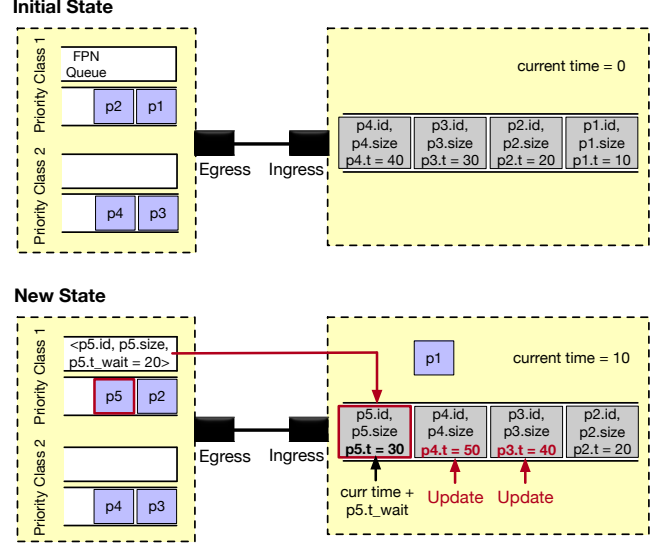 Initial State
Priority Class 1
FPN
Queue
p2
p1
Priority Class 2
p4
p3
Egress
Ingress
current time = 0
p4.id,
p4.size
p4.t = 40
p3.id,
p3.size
p3.t = 30
p2.id,
p2.size
p2.t = 20
p1.id,
p1.size
p1.t = 10
New State
Priority Class 1
<p5.id, p5.size,
p5.t_wait = 20>
p5
p2
Priority Class 2
p4
p3
Egress
Ingress
p1
current time = 10
p5.id,
p5.size
p5.t = 30
p4.id,
p4.size
p4.t = 50
p3.id,
p3.size
p3.t = 40
p2.id,
p2.size
p2.t = 20
curr time +
p5.t_wait
Update
Update